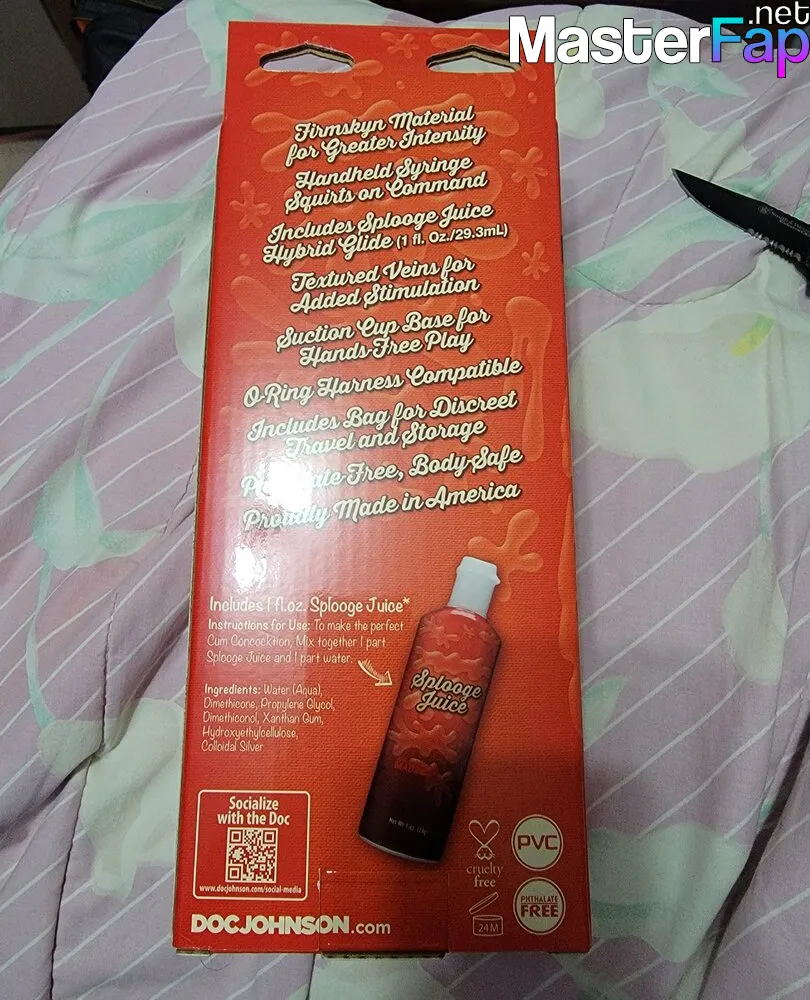 MasterFap.net
Firmskyn Material
for Greater Intensity
Handheld Syringe
Squirts on Command
Includes Splooge Juice
Hybrid Glide (1 fl. Oz./29.3mL)
Textured Veins for
Added Stimulation
Suction Cup Base for
Hands-Free Play
O-Ring Harness Compatible
Includes Bag for Discreet
Travel and Storage
Phthalate-Free, Body-Safe
Proudly Made in America
Includes 1 fl.oz. Splooge Juice*
Instructions for Use: To make the perfect
Cum Concocktion, Mix together 1 part
Splooge Juice and 1 part water.
Ingredients: Water (Aqua),
Dimethicone, Propylene Glycol,
Dimethiconol, Xanthan Gum,
Hydroxyethylcellulose,
Colloidal Silver
Splooge
Juice
Socialize
with the Doc
www.docjohnson.com/social-media
DOCJOHNSON.com
cruelty
free
24M
PVC
PHTHALATE
FREE